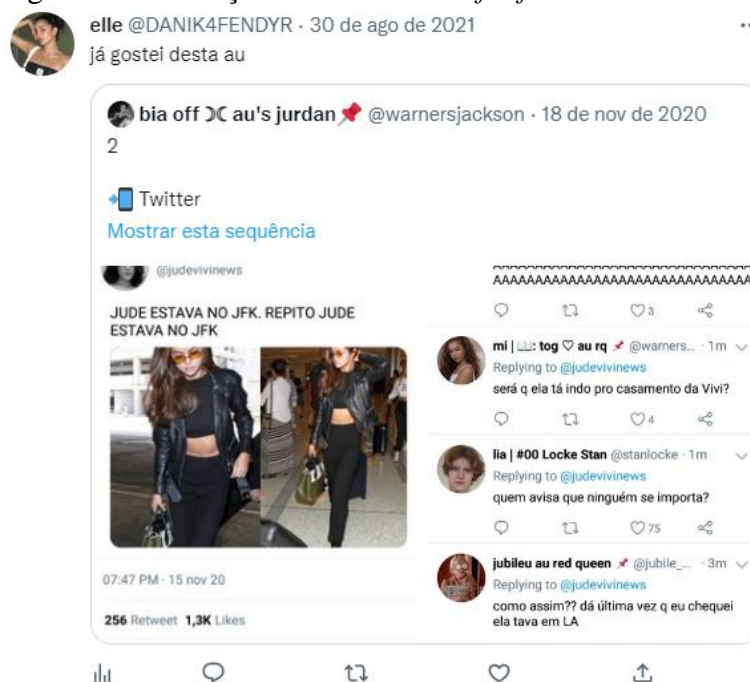 elle @DANIK4FENDYR · 30 de ago de 2021
já gostei desta au
bia off au's jurdan @warnersjackson · 18 de nov de 2020
2
Twitter
Mostrar esta sequência
@judevivinews
JUDE ESTAVA NO JFK. REPITO JUDE
ESTAVA NO JFK
07:47 PM · 15 nov 20
256 Retweet 1,3K Likes
AAAAAAAAAAAAAAAAAAAAAAAAAAAAAA
3
mi | : tog ♡ au rq @warners... · 1m
Replying to @judevivinews
será q ela tá indo pro casamento da Vivi?
4
lia | #00 Locke Stan @stanlocke · 1m
Replying to @judevivinews
quem avisa que ninguém se importa?
75
jubileu au red queen @jubile_... · 3m
Replying to @judevivinews
como assim?? dá última vez q eu chequei
ela tava em LA